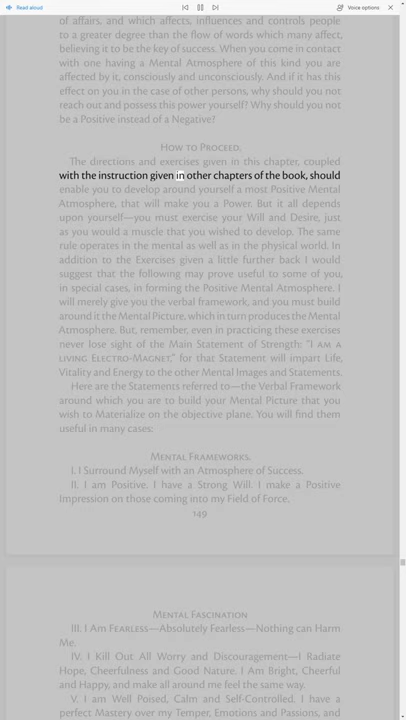 Read aloud
Voice options
of affairs. and which affects, influences and controls people
to a greater degree than the flow of words which many affect,
believing it to be the key of success. When you come in contact
with one having a Mental Atmosphere of this kind you are
affected by it, consciously and unconsciously. And if it has this
effect on you in the case of other persons, why should you not
reach out and possess this power yourself? Why should you not
be a Positive instead of a Negative?
How to Proceed.
The directions and exercises given in this chapter, coupled
with the instruction given in other chapters of the book, should
enable you to develop around yourself a most Positive Mental
Atmosphere, that will make you a Power. But it all depends
upon yourself—you must exercise your Will and Desire, just
as you would a muscle that you wished to develop. The same
rule operates in the mental as well as in the physical world. In
addition to the Exercises given a little further back I would
suggest that the following may prove useful to some of you,
in special cases, in forming the Positive Mental Atmosphere. I
will merely give you the verbal framework, and you must build
around it the Mental Picture, which in turn produces the Mental
Atmosphere. But, remember, even in practicing these exercises
never lose sight of the Main Statement of Strength: "I am a
living Electro-Magnet," for that Statement will impart Life,
Vitality and Energy to the other Mental Images and Statements.
Here are the Statements referred to—the Verbal Framework
around which you are to build your Mental Picture that you
wish to Materialize on the objective plane. You will find them
useful in many cases:
Mental Frameworks.
I. I Surround Myself with an Atmosphere of Success.
II. I am Positive. I have a Strong Will. I make a Positive
Impression on those coming into my Field of Force.
149
Mental Fascination
III. I Am Fearless—Absolutely Fearless—Nothing can Harm
Me.
IV. I Kill Out All Worry and Discouragement—I Radiate
Hope, Cheerfulness and Good Nature. I Am Bright, Cheerful
and Happy, and make all around me feel the same way.
V. I am Well Poised, Calm and Self-Controlled, I have a
perfect Mastery over my Temper, Emotions and Passions, and